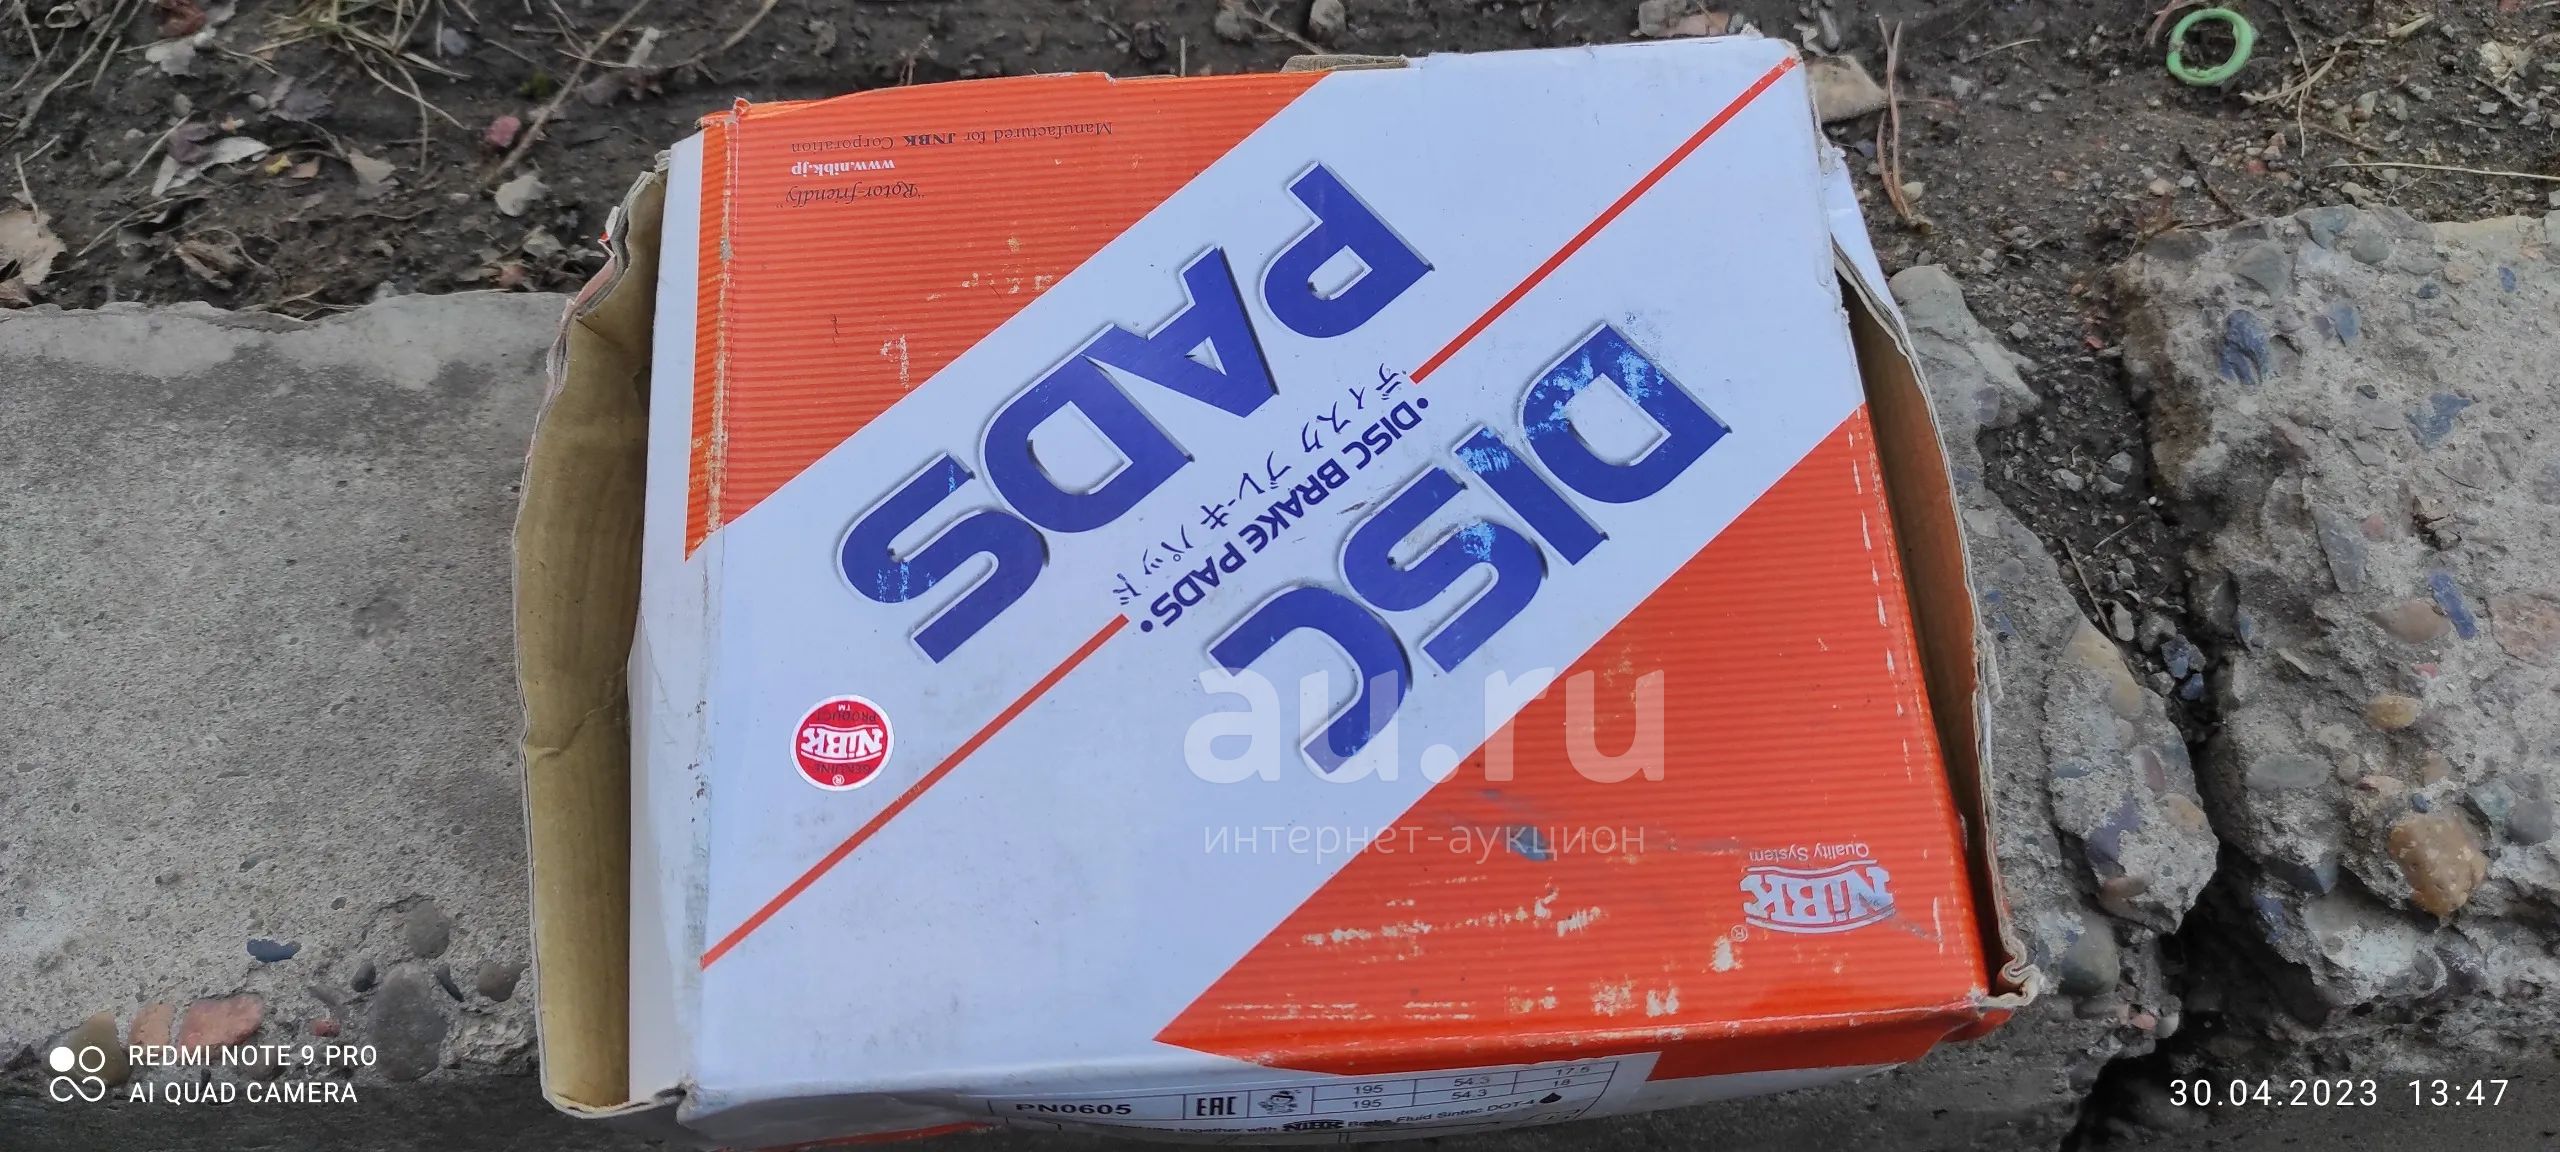 Manufactured for JNBK Corporation
www.nibk.jp
"Rotor-friendly"
DISC
ディスク ブレーキ パッド
•DISC BRAKE PADS•
PADS
GENUINE
NiBK
PRODUCT
TM
®
NiBK®
Quality System
PN0605
EAC
195 54.3 17.5
195 54.3 18
together with NiBK Brake Fluid Sintec DOT-4
au.ru
интернет-аукцион
REDMI NOTE 9 PRO
AI QUAD CAMERA
30.04.2023 13:47